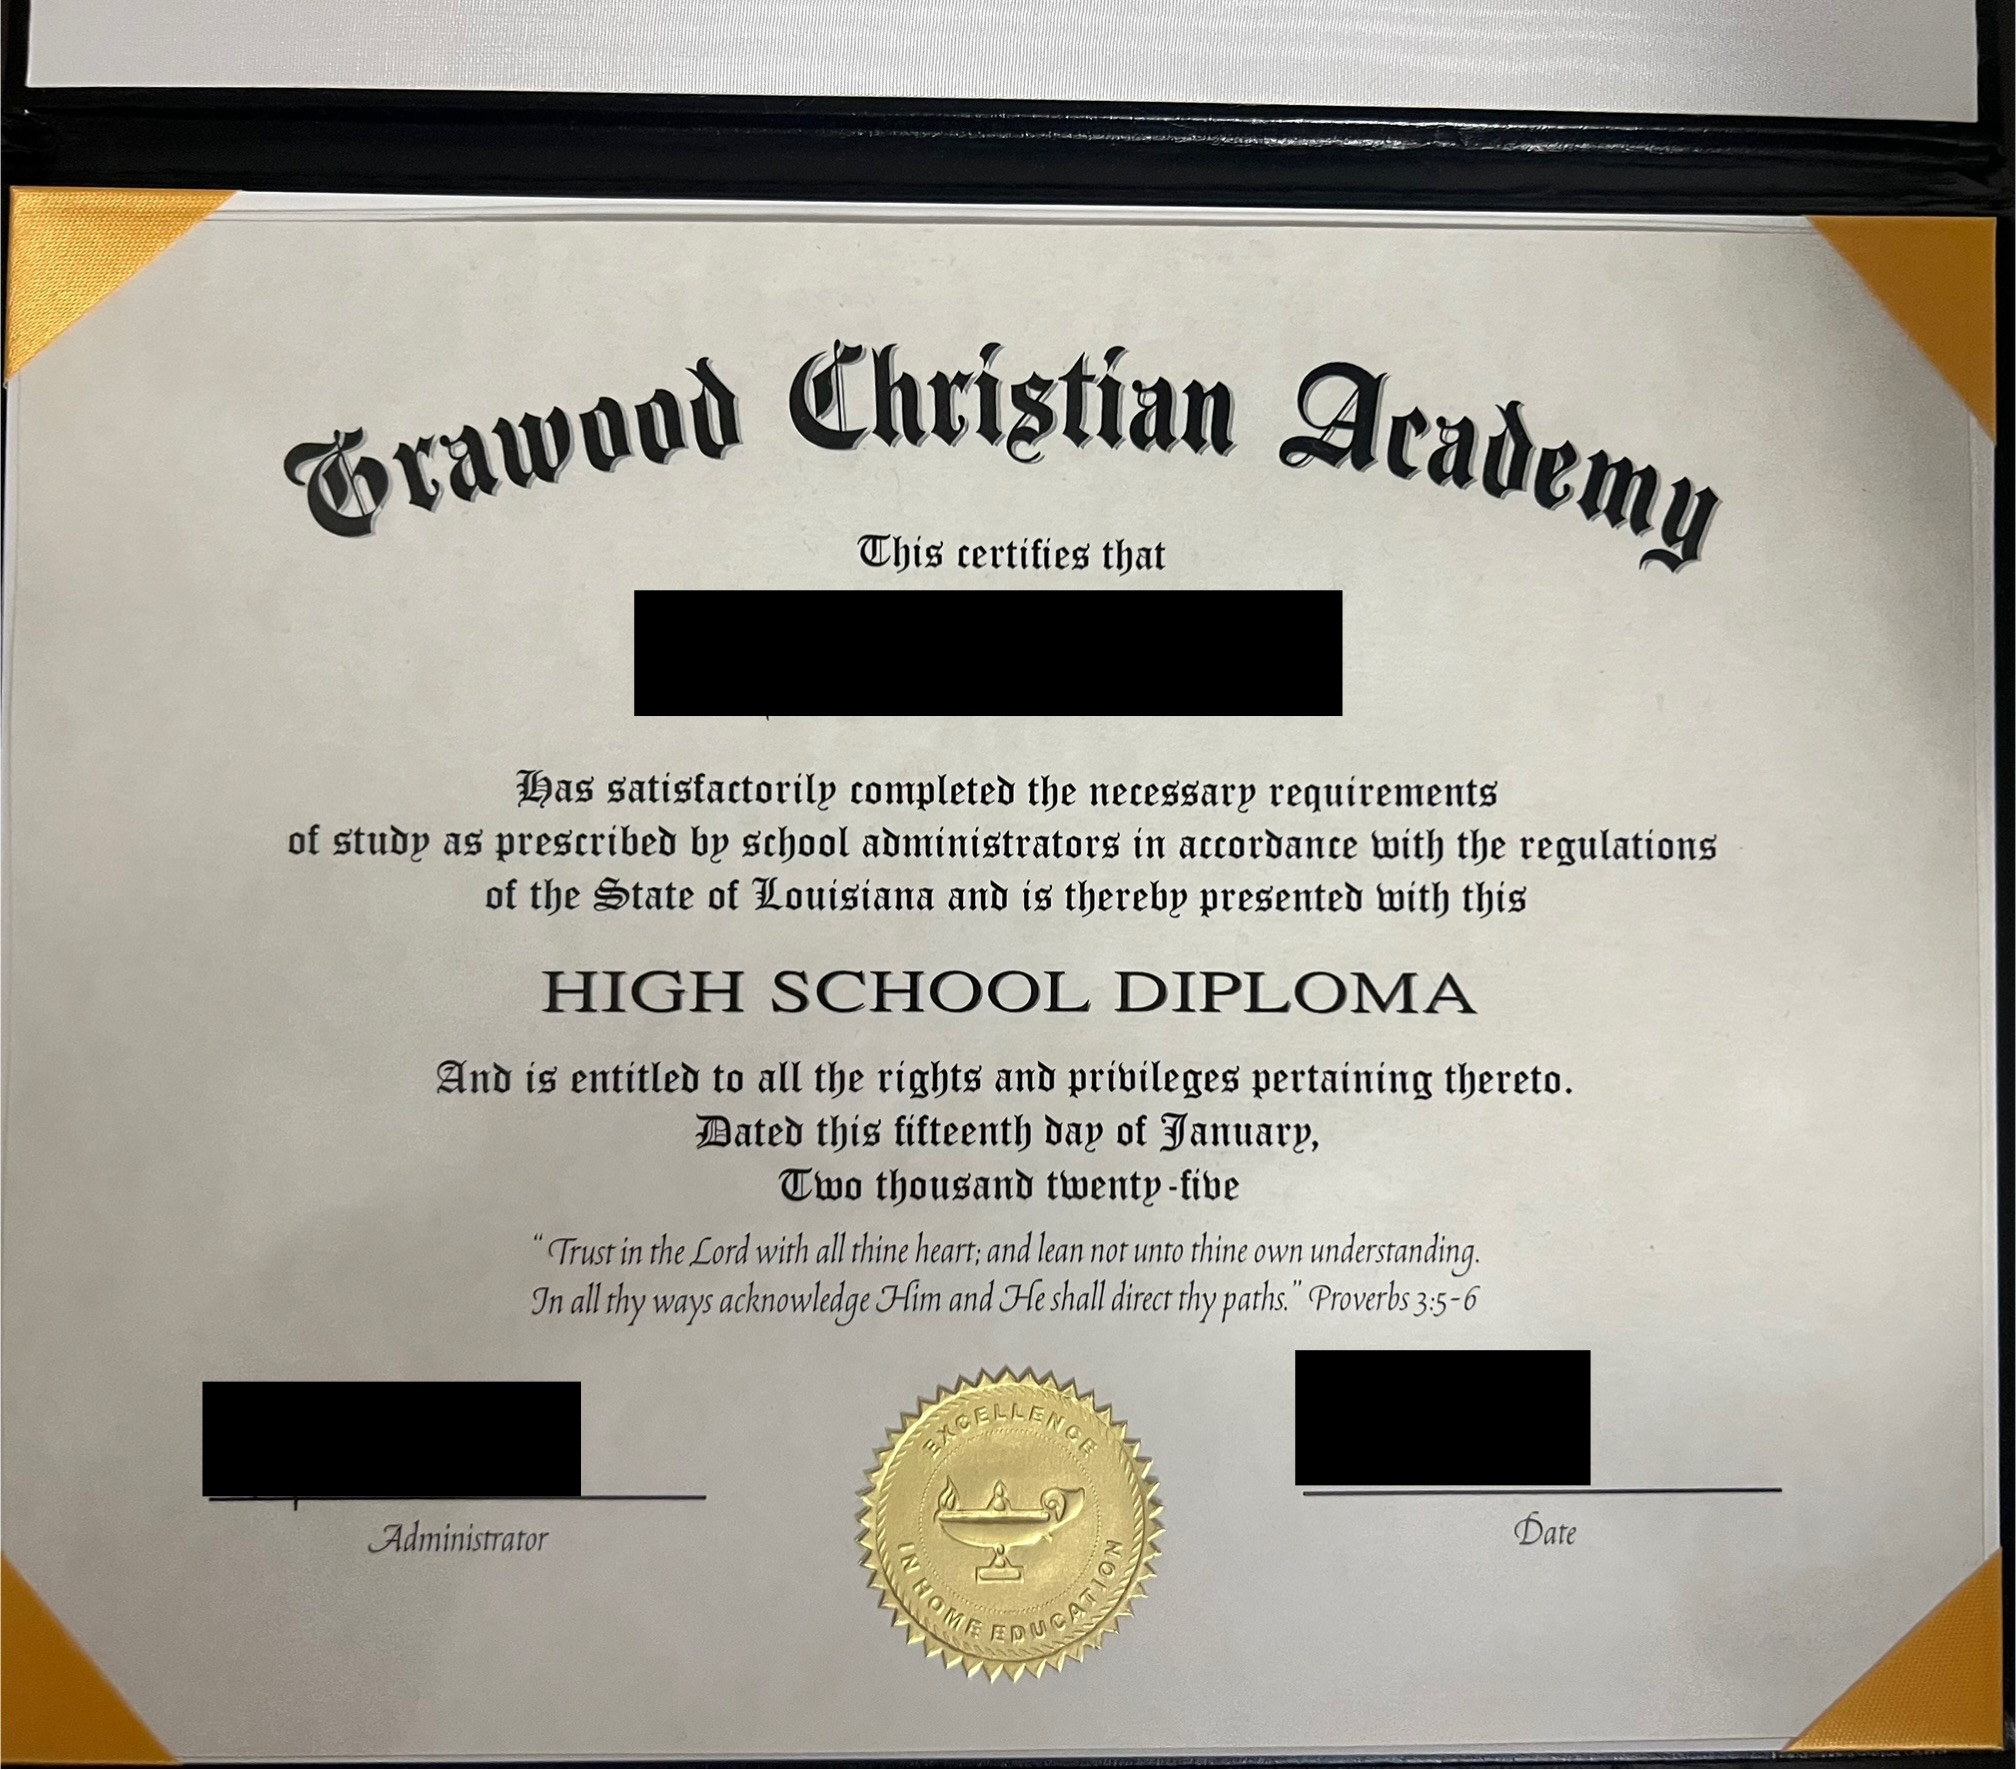 Grawood Christian Academy
This certifies that
Has satisfactorily completed the necessary requirements
of study as prescribed by school administrators in accordance with the regulations
of the State of Louisiana and is thereby presented with this
HIGH SCHOOL DIPLOMA
And is entitled to all the rights and privileges pertaining thereto.
Dated this fifteenth day of January,
Two thousand twenty-five
“Trust in the Lord with all thine heart; and lean not unto thine own understanding.
In all thy ways acknowledge Him and He shall direct thy paths.” Proverbs 3:5-6
Administrator
EXCELLENCE
IN HOME EDUCATION
Date